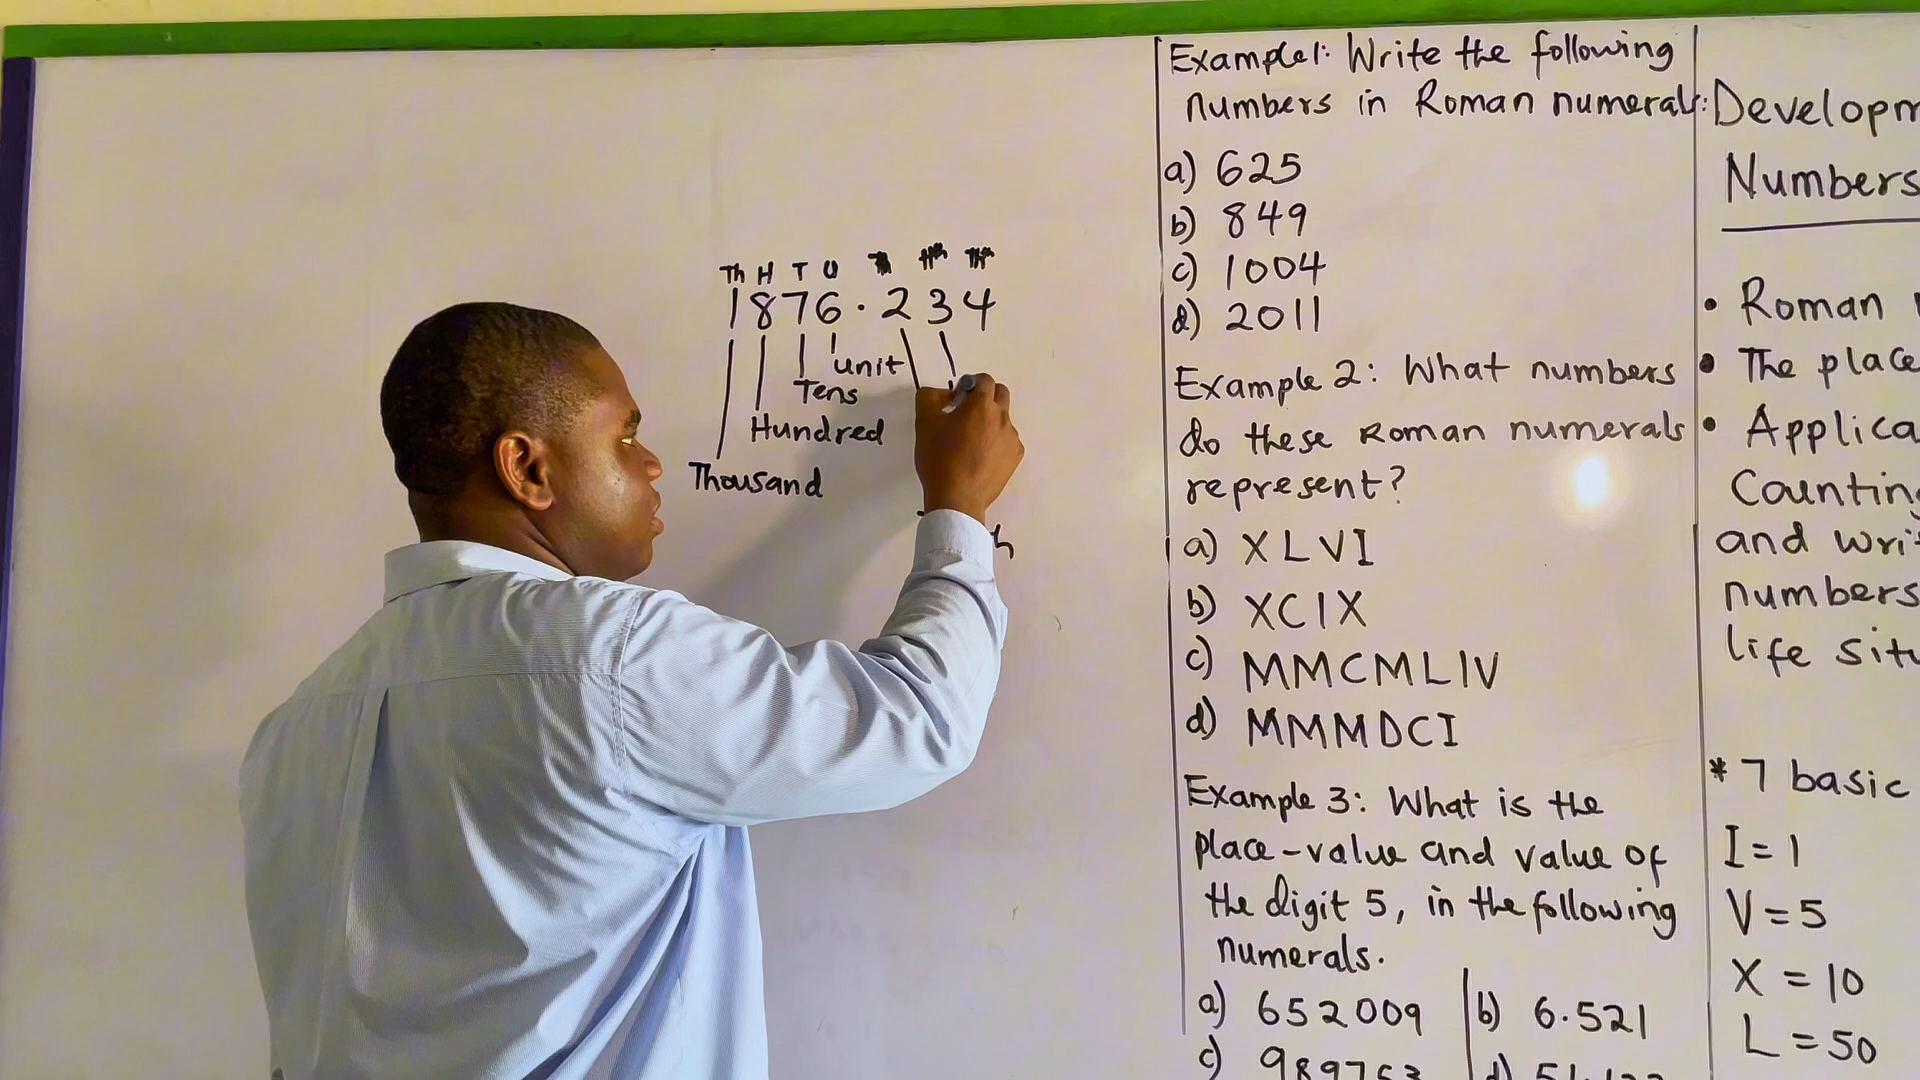 Th H T U
1876.234
unit
Tens
Hundred
Thousand
Example1: Write the following
numbers in Roman numerals:
a) 625
b) 849
c) 1004
d) 2011
Example 2: What numbers
do these Roman numerals
represent?
a) XLVI
b) XCIX
c) MMCMLIV
d) MMMDCI
Example 3: What is the
place-value and value of
the digit 5, in the following
numerals.
a) 652009 b) 6.521
c) d)
Developm
Numbers
• Roman
• The place
• Applica
Counting
and wri
numbers
life situ
* 7 basic
I = 1
V = 5
X = 10
L = 50